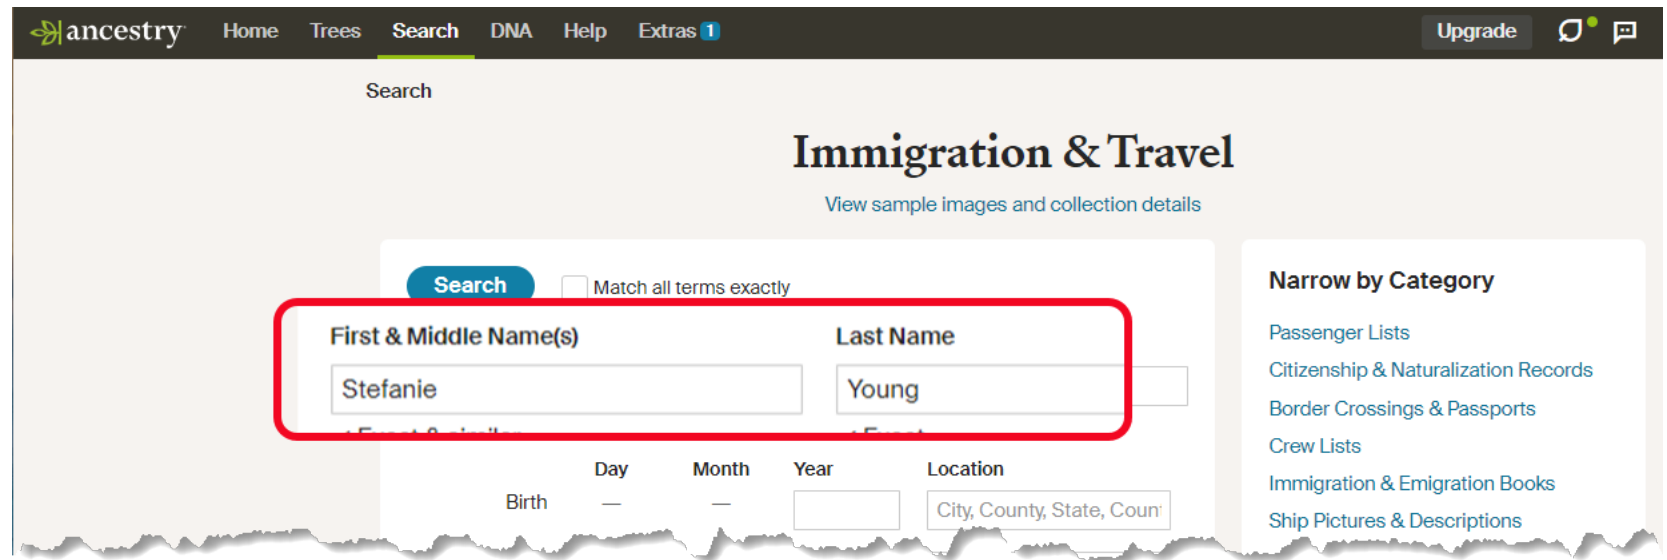 ancestry Home Trees Search DNA Help Extras 1 Upgrade
Search
Immigration & Travel
View sample images and collection details
Search Match all terms exactly
First & Middle Name(s) Last Name
Stefanie Young
Day Month Year Location
Birth — — City, County, State, Coun
Narrow by Category
Passenger Lists
Citizenship & Naturalization Records
Border Crossings & Passports
Crew Lists
Immigration & Emigration Books
Ship Pictures & Descriptions